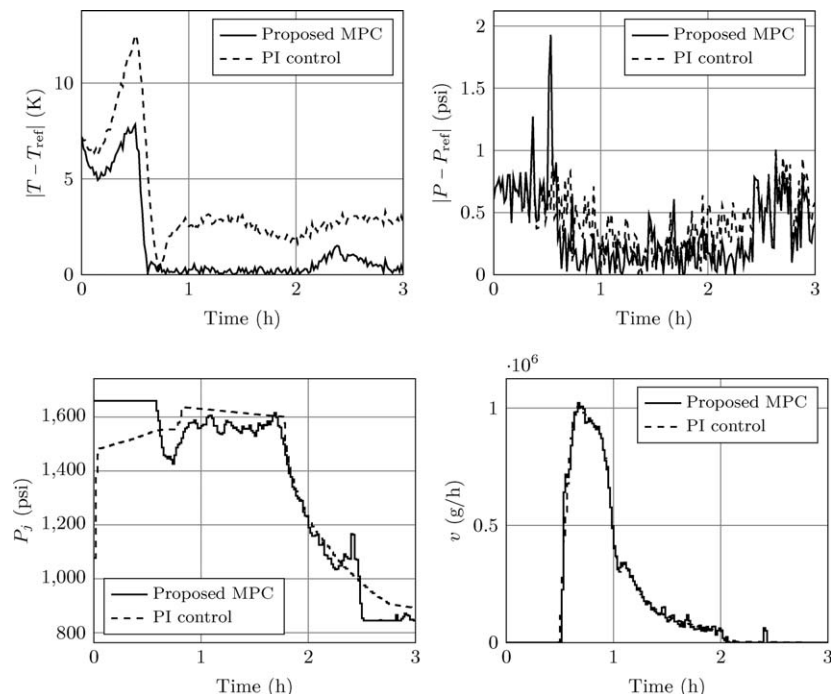 |T − T_ref| (K)
10
5
0
0 1 2 3
Time (h)
Proposed MPC
PI control
|P − P_ref| (psi)
2
1.5
1
0.5
0
0 1 2 3
Time (h)
Proposed MPC
PI control
P_j (psi)
1,600
1,400
1,200
1,000
800
0 1 2 3
Time (h)
Proposed MPC
PI control
·10^6
v (g/h)
1
0.5
0
0 1 2 3
Time (h)
Proposed MPC
PI control